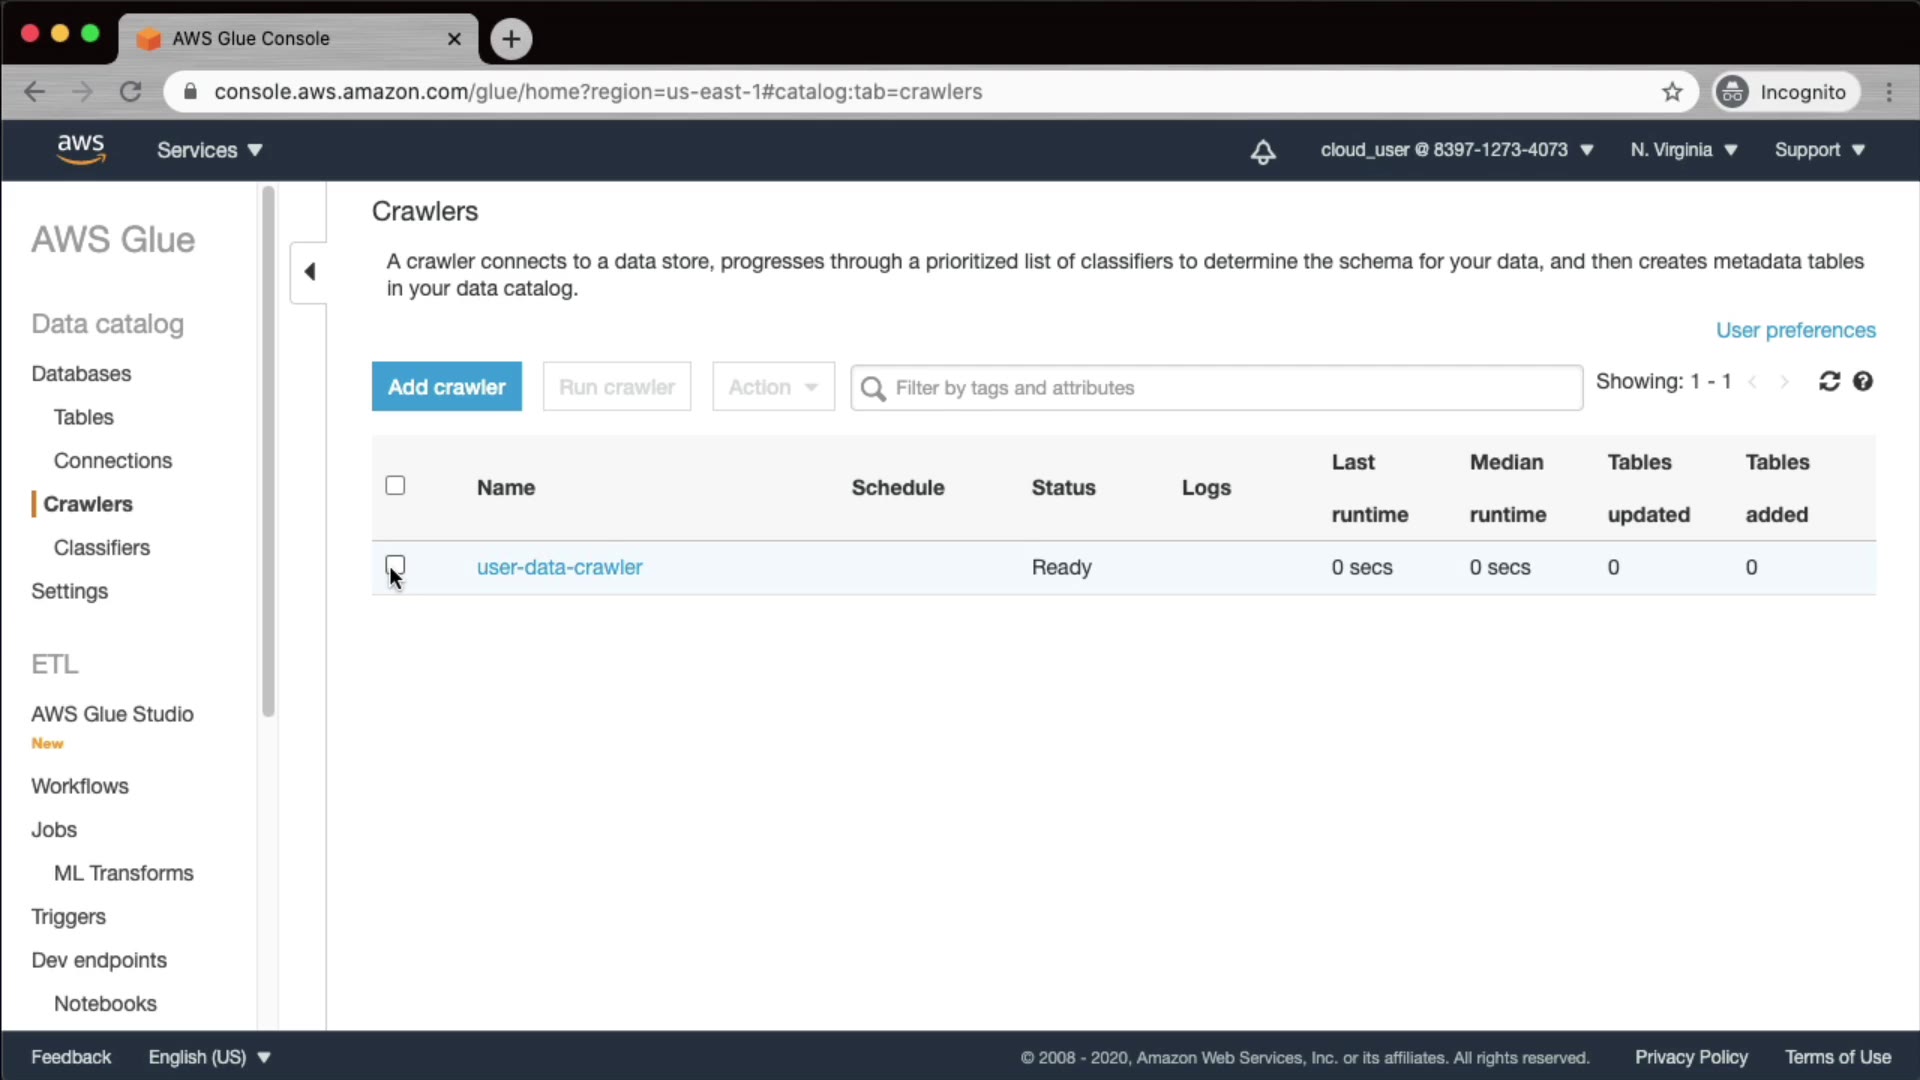 AWS Glue Console
console.aws.amazon.com/glue/home?region=us-east-1#catalog:tab=crawlers
Incognito
aws
Services
cloud_user @ 8397-1273-4073
N. Virginia
Support
AWS Glue
Data catalog
Databases
Tables
Connections
Crawlers
Classifiers
Settings
ETL
AWS Glue Studio
New
Workflows
Jobs
ML Transforms
Triggers
Dev endpoints
Notebooks
Crawlers
A crawler connects to a data store, progresses through a prioritized list of classifiers to determine the schema for your data, and then creates metadata tables
in your data catalog.
User preferences
Add crawler
Run crawler
Action
Filter by tags and attributes
Showing: 1 - 1
Name
Schedule
Status
Logs
Last
runtime
Median
runtime
Tables
updated
Tables
added
user-data-crawler
Ready
0 secs
0 secs
0
0
Feedback
English (US)
© 2008 - 2020, Amazon Web Services, Inc. or its affiliates. All rights reserved.
Privacy Policy
Terms of Use